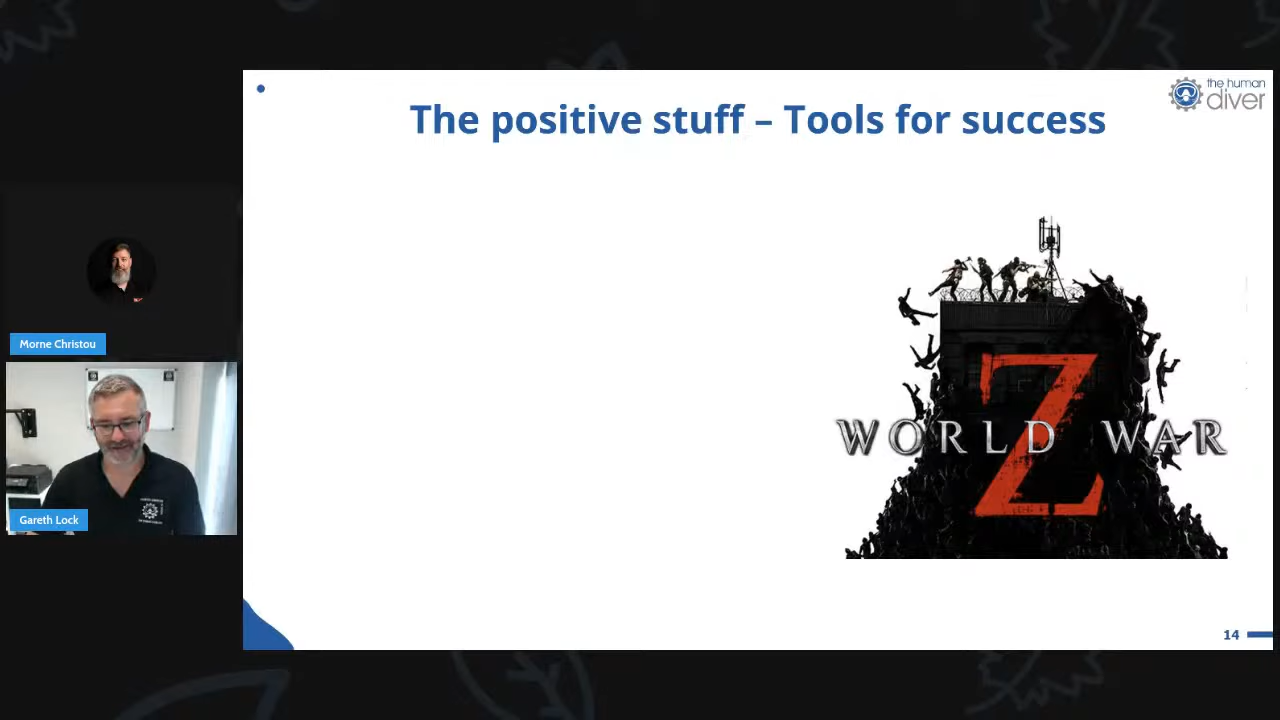 The positive stuff – Tools for success
the human
diver
Morne Christou
Gareth Lock
WORLD WAR
Z
14